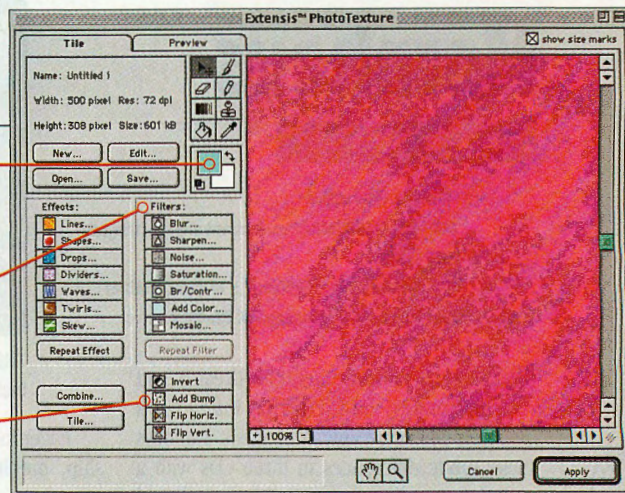 Extensis™ PhotoTexture
Tile
Preview
show size marks
Name: Untitled 1
Width: 500 pixel Res: 72 dpi
Height: 308 pixel Size: 601 kB
New...
Edit...
Open...
Save...
Effects:
Lines...
Shapes...
Drops...
Dividers...
Waves...
Twirls...
Skew...
Repeat Effect
Filters:
Blur...
Sharpen...
Noise...
Saturation...
Br/Contr...
Add Color...
Mosaic...
Repeat Filter
Combine...
Tile...
Invert
Add Bump
Flip Horiz.
Flip Vert.
+ 100% -
Cancel
Apply